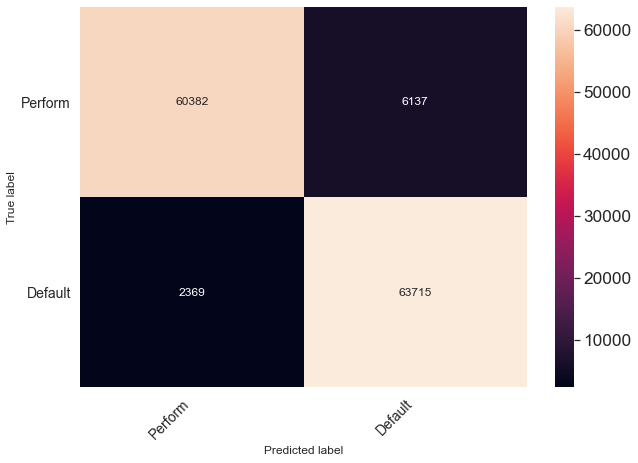 60000
50000
40000
30000
20000
10000
True label
Perform
60382
6137
Default
2369
63715
Perform
Default
Predicted label